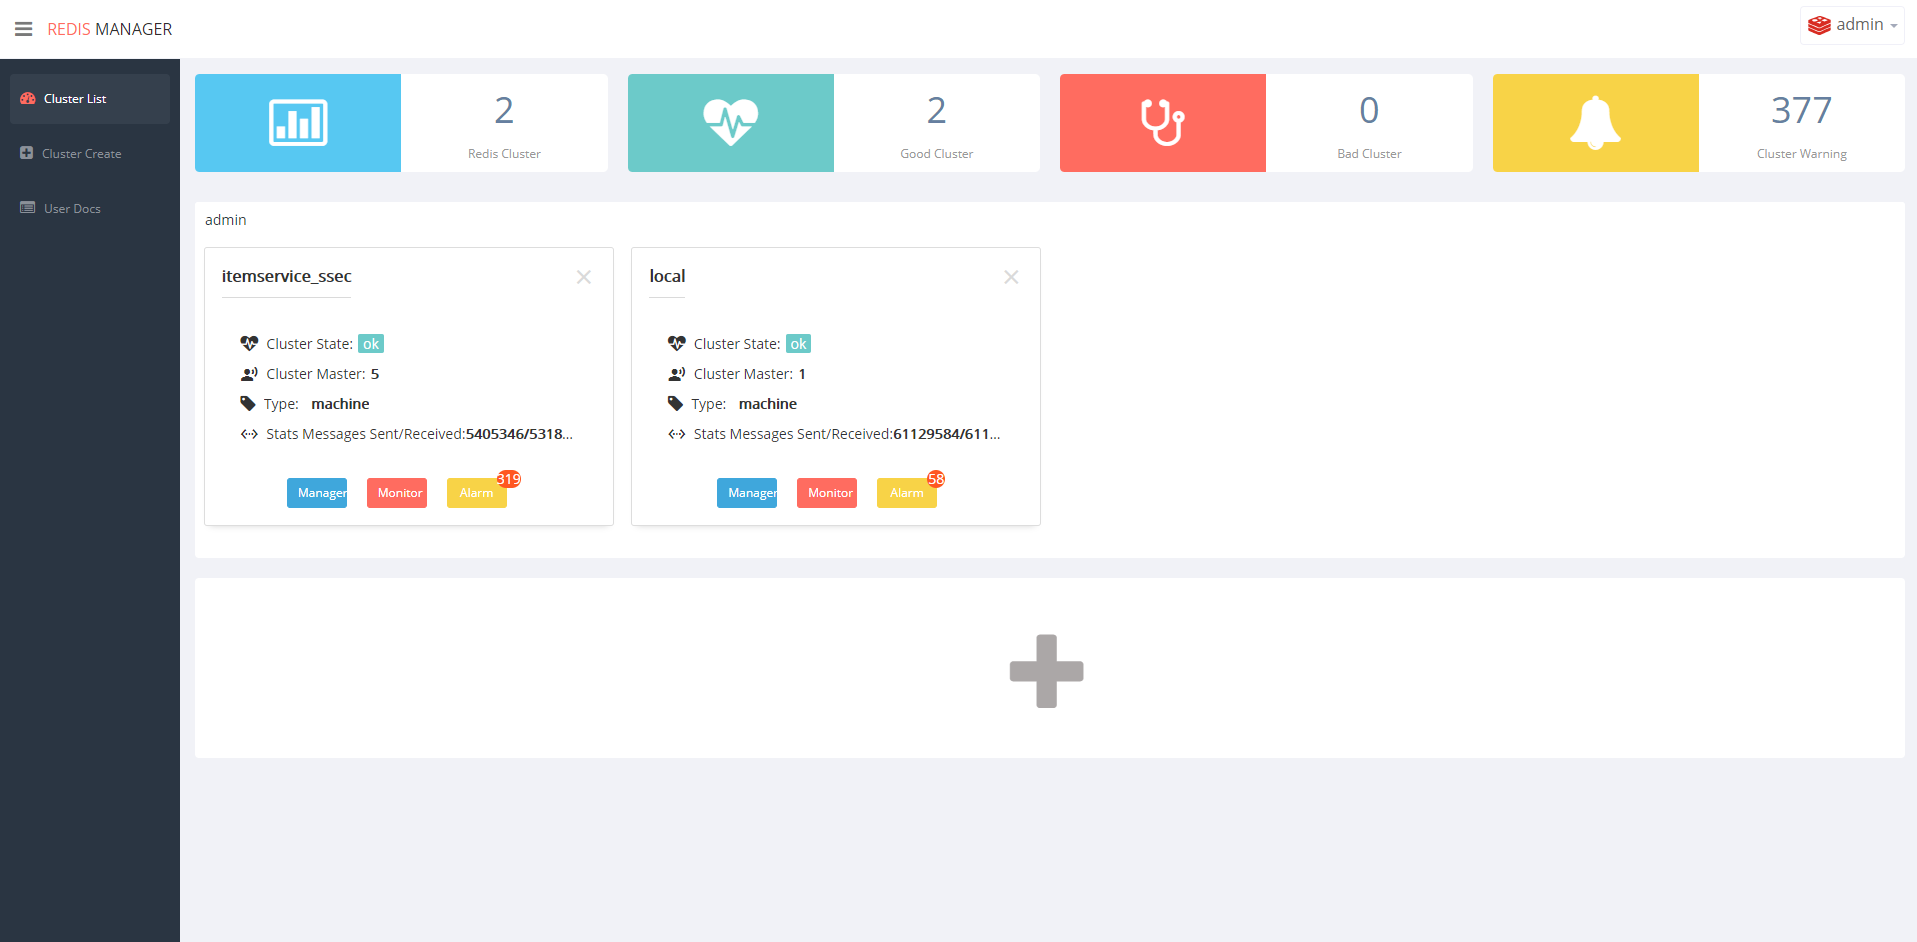 REDIS MANAGER
admin
Cluster List
Cluster Create
User Docs
2
Redis Cluster
2
Good Cluster
0
Bad Cluster
377
Cluster Warning
admin
itemservice_ssec
Cluster State: ok
Cluster Master: 5
Type: machine
Stats Messages Sent/Received:5405346/5318...
Manager
Monitor
Alarm
319
local
Cluster State: ok
Cluster Master: 1
Type: machine
Stats Messages Sent/Received:61129584/611...
Manager
Monitor
Alarm
58